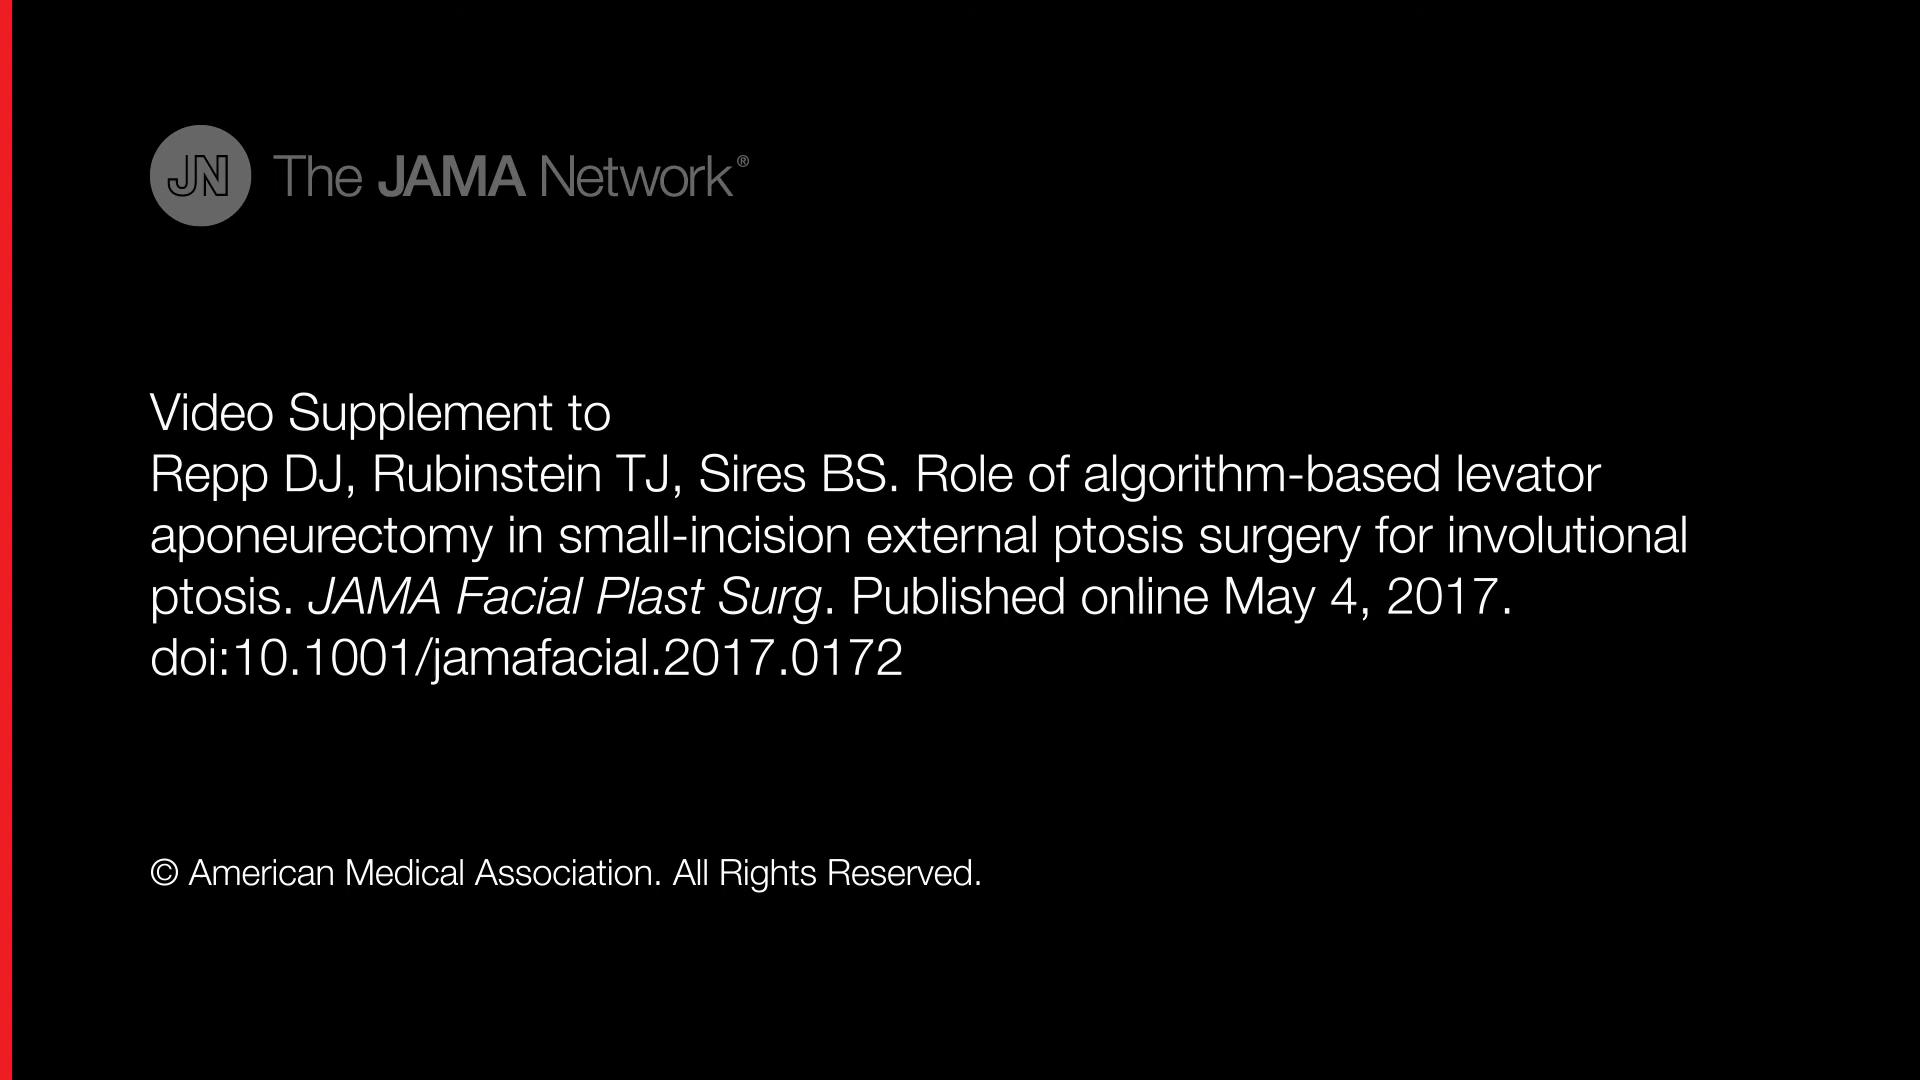 JN The JAMA Network®
Video Supplement to
Repp DJ, Rubinstein TJ, Sires BS. Role of algorithm-based levator
aponeurectomy in small-incision external ptosis surgery for involutional
ptosis. JAMA Facial Plast Surg. Published online May 4, 2017.
doi:10.1001/jamafacial.2017.0172
© American Medical Association. All Rights Reserved.